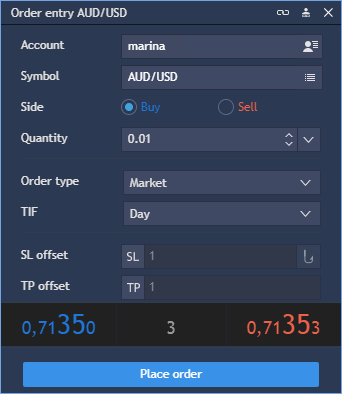 Order entry AUD/USD
Account marina
Symbol AUD/USD
Side Buy Sell
Quantity 0.01
Order type Market
TIF Day
SL offset SL 1
TP offset TP 1
0,71350 3 0,71353
Place order